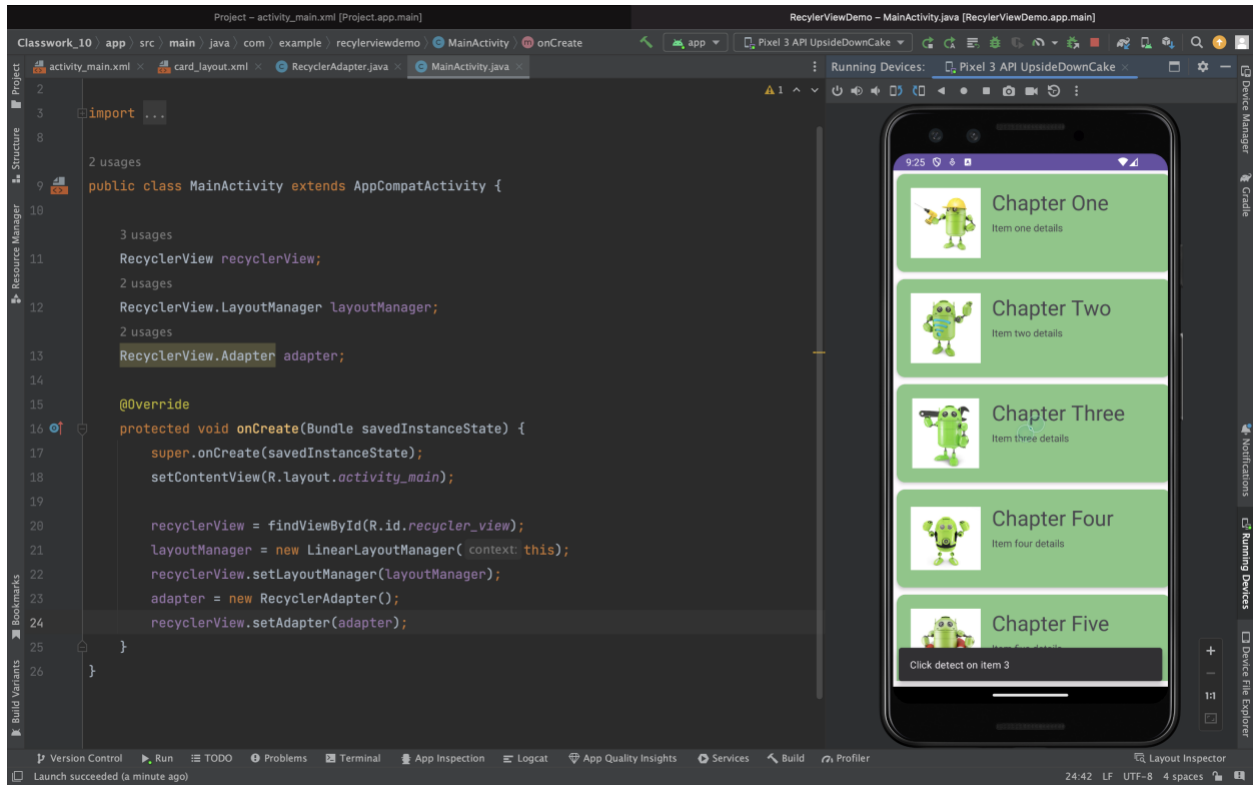 Project – activity_main.xml [Project.app.main]
RecylerViewDemo – MainActivity.java [RecylerViewDemo.app.main]
Classwork_10 〉 app 〉 src 〉 main 〉 java 〉 com 〉 example 〉 recylerviewdemo 〉 MainActivity 〉 onCreate
app
Pixel 3 API UpsideDownCake
activity_main.xml
card_layout.xml
RecyclerAdapter.java
MainActivity.java
Running Devices:
Pixel 3 API UpsideDownCake
Project
Structure
Resource Manager
Bookmarks
Build Variants
1
2
3 import ...
8
2 usages
9 public class MainActivity extends AppCompatActivity {
10
3 usages
11 RecyclerView recyclerView;
2 usages
12 RecyclerView.LayoutManager layoutManager;
2 usages
13 RecyclerView.Adapter adapter;
14
15 @Override
16 protected void onCreate(Bundle savedInstanceState) {
17 super.onCreate(savedInstanceState);
18 setContentView(R.layout.activity_main);
19
20 recyclerView = findViewById(R.id.recycler_view);
21 layoutManager = new LinearLayoutManager( context: this);
22 recyclerView.setLayoutManager(layoutManager);
23 adapter = new RecyclerAdapter();
24 recyclerView.setAdapter(adapter);
25 }
26 }
9:25
Chapter One
Item one details
Chapter Two
Item two details
Chapter Three
Item three details
Chapter Four
Item four details
Chapter Five
Click detect on item 3
1:1
Device Manager
Gradle
Notifications
Running Devices
Device File Explorer
Version Control
Run
TODO
Problems
Terminal
App Inspection
Logcat
App Quality Insights
Services
Build
Profiler
Layout Inspector
Launch succeeded (a minute ago)
24:42 LF UTF-8 4 spaces